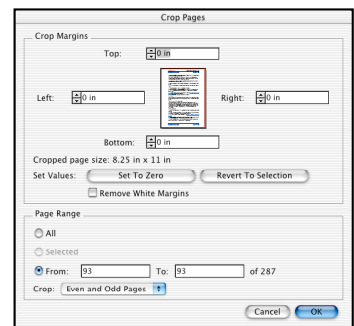 Crop Pages
Crop Margins
Top: 0 in
Left: 0 in
Right: 0 in
Bottom: 0 in
Cropped page size: 8.25 in x 11 in
Set Values: Set To Zero Revert To Selection
Remove White Margins
Page Range
All
Selected
From: 93 To: 93 of 287
Crop: Even and Odd Pages
Cancel OK